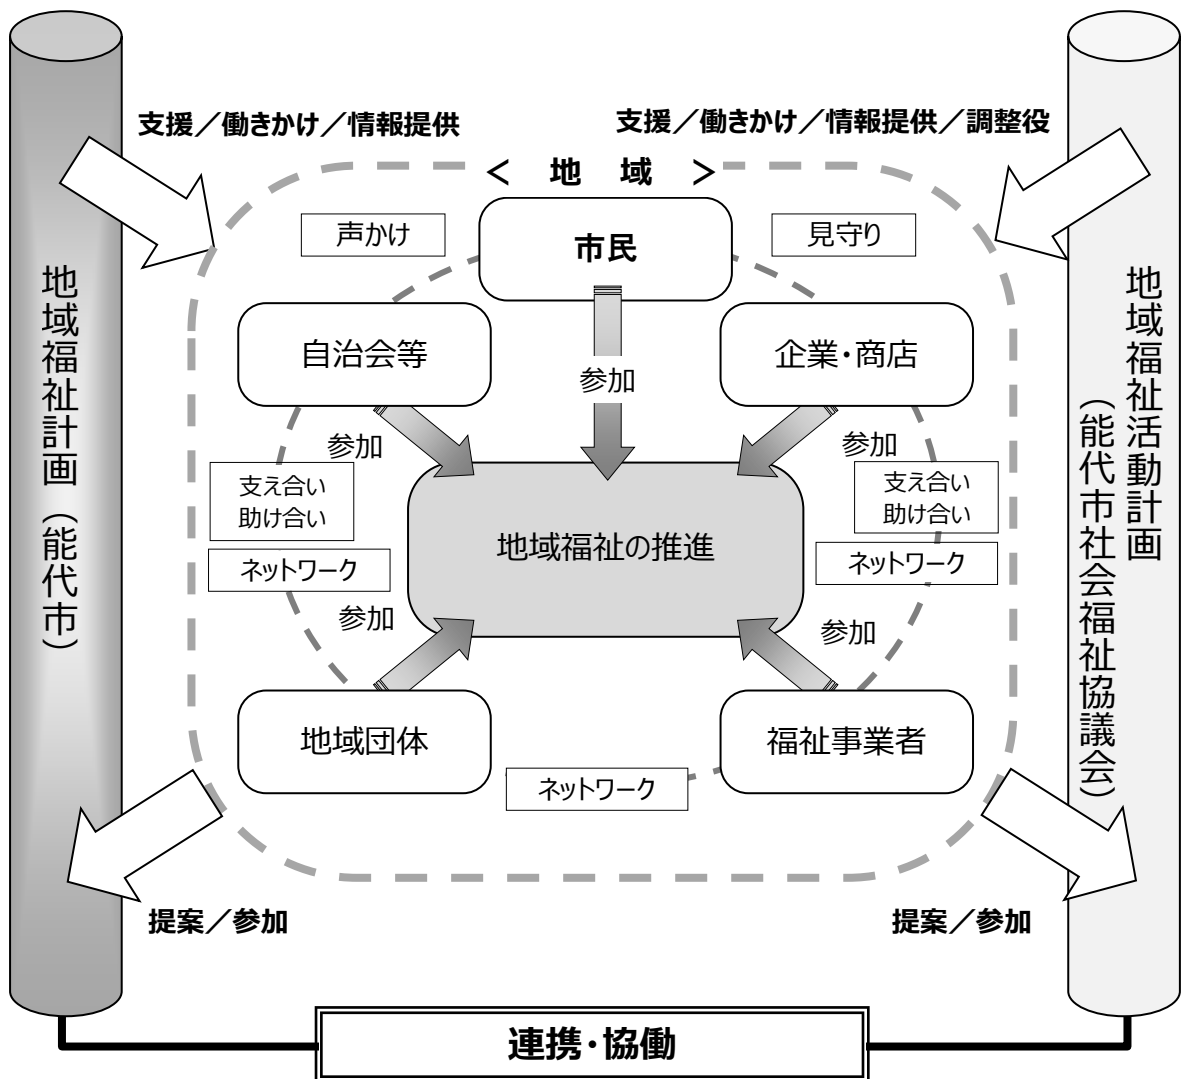 支援／働きかけ／情報提供
支援／働きかけ／情報提供／調整役
＜　地　域　＞
声かけ
見守り
市民
自治会等
企業・商店
参加
参加
参加
支え合い
助け合い
支え合い
助け合い
地域福祉の推進
ネットワーク
ネットワーク
参加
参加
地域団体
福祉事業者
ネットワーク
提案／参加
提案／参加
地域福祉計画（能代市）
地域福祉活動計画
（能代市社会福祉協議会）
連携・協働